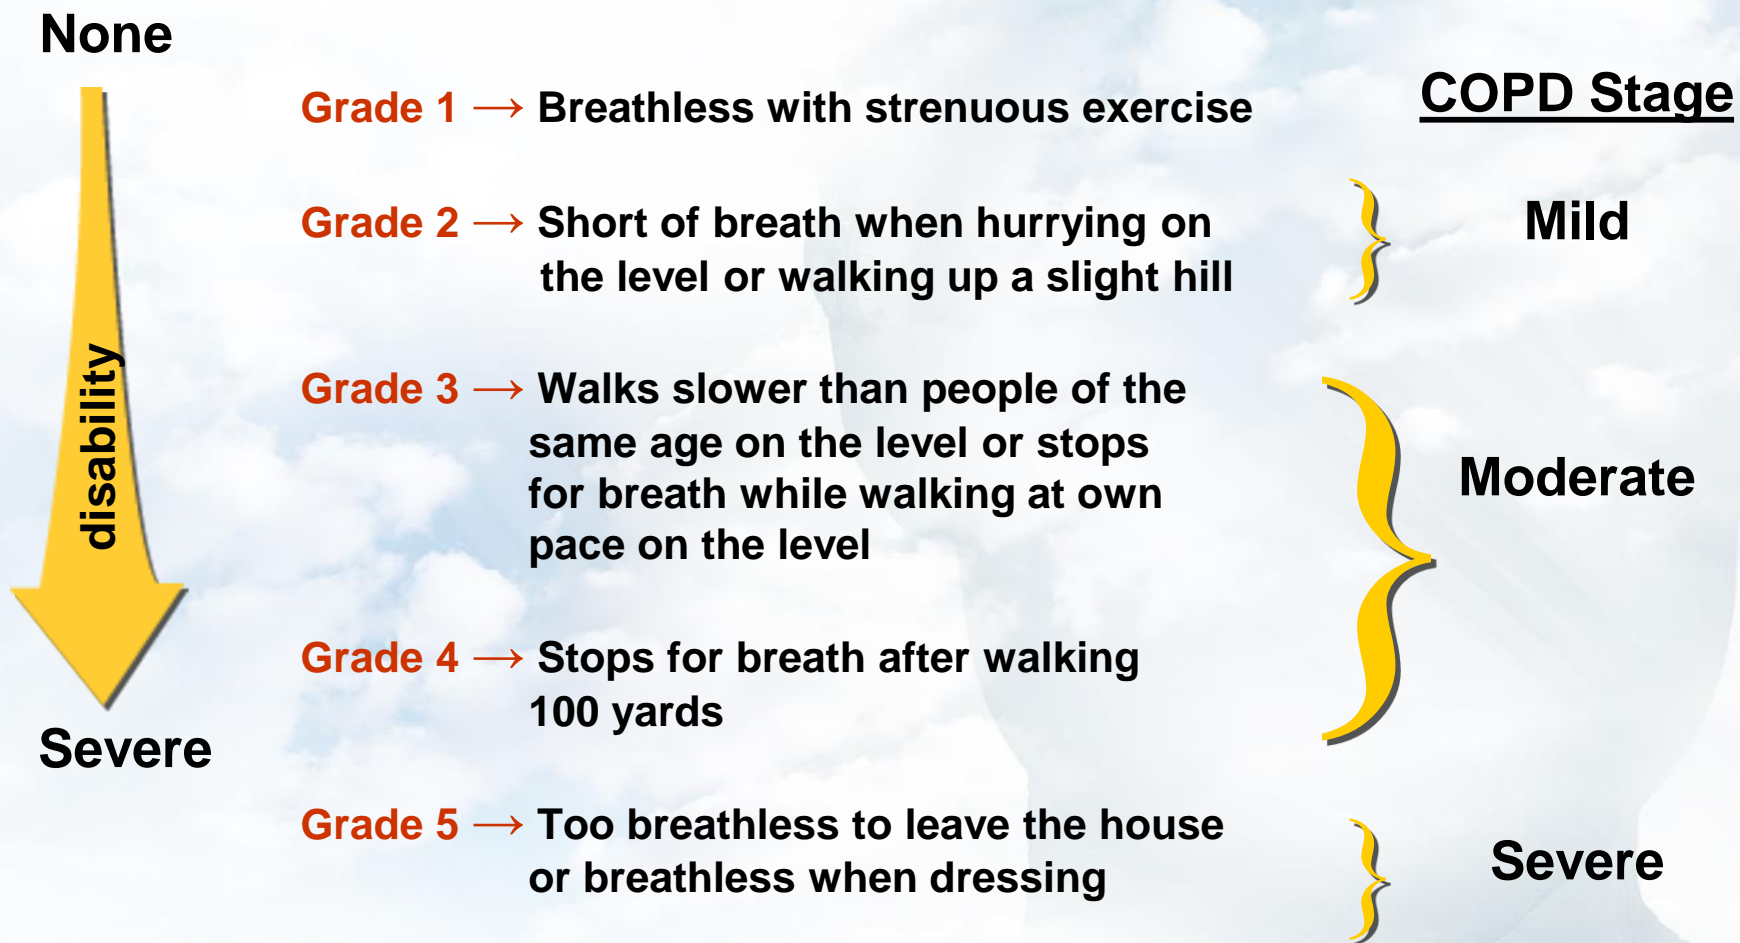 None
COPD Stage
Grade 1 → Breathless with strenuous exercise
Grade 2 → Short of breath when hurrying on
the level or walking up a slight hill
Mild
disability
Grade 3 → Walks slower than people of the
same age on the level or stops
for breath while walking at own
pace on the level
Moderate
Grade 4 → Stops for breath after walking
100 yards
Severe
Grade 5 → Too breathless to leave the house
or breathless when dressing
Severe